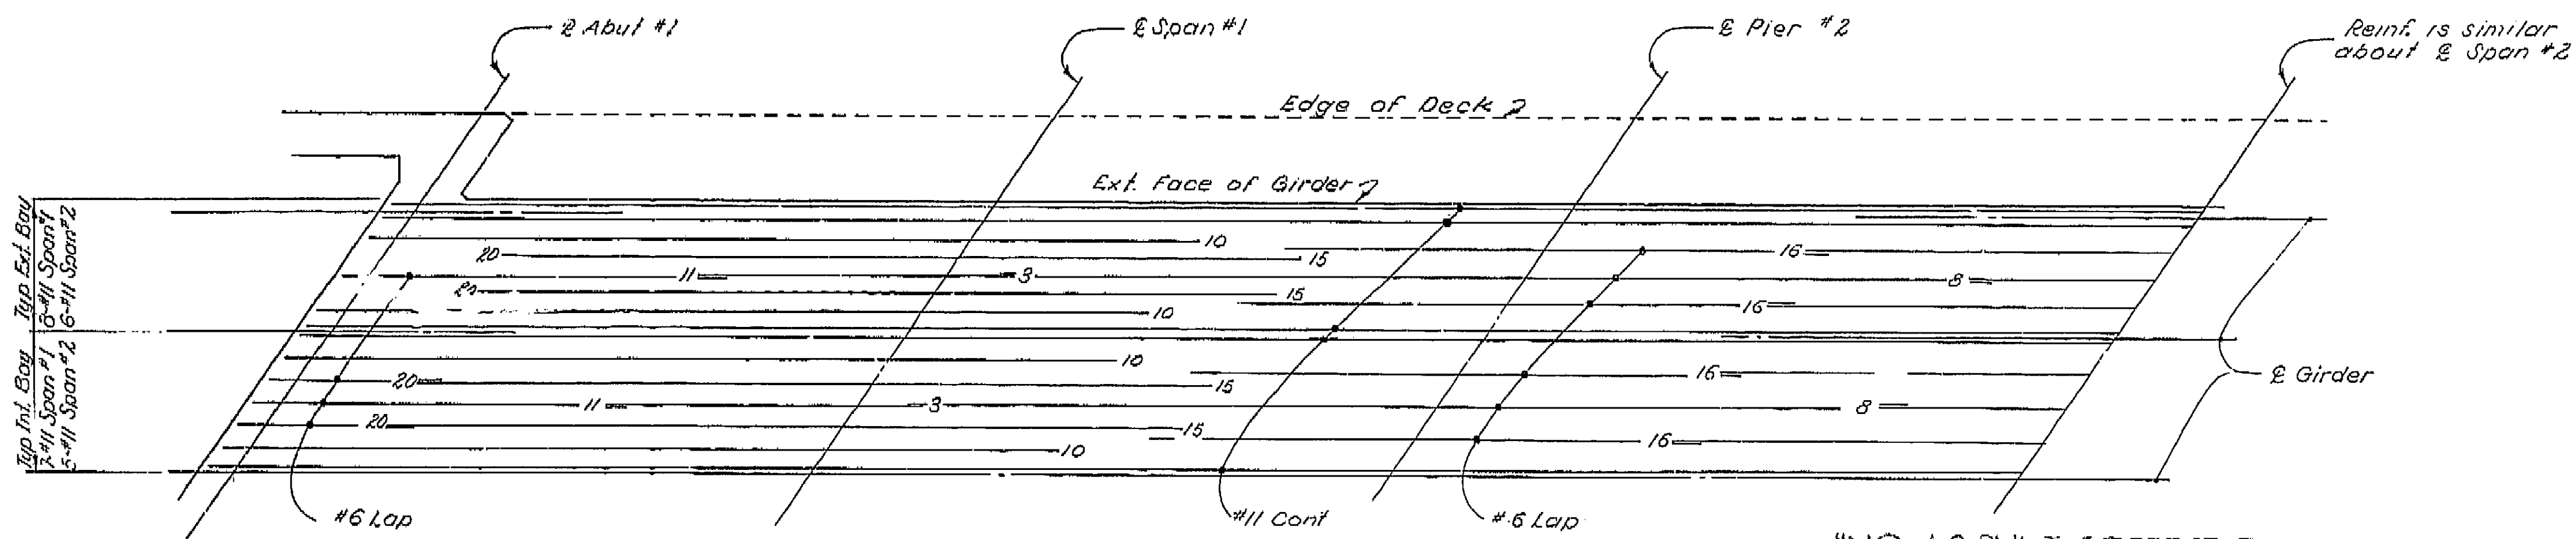 ℄ Abut #1
℄ Span #1
℄ Pier #2
Reinf. is similar
about ℄ Span #2
Edge of Deck
Ext. Face of Girder
Typ Ext. Bay
8-#11 Span #1
6-#11 Span #2
Typ Int. Bay
7-#11 Span #1
5-#11 Span #2
10
20
15
16
11
3
8
20
15
16
10
10
20
15
16
11
3
8
20
15
16
10
℄ Girder
#6 Lap
#11 Cont
#6 Lap